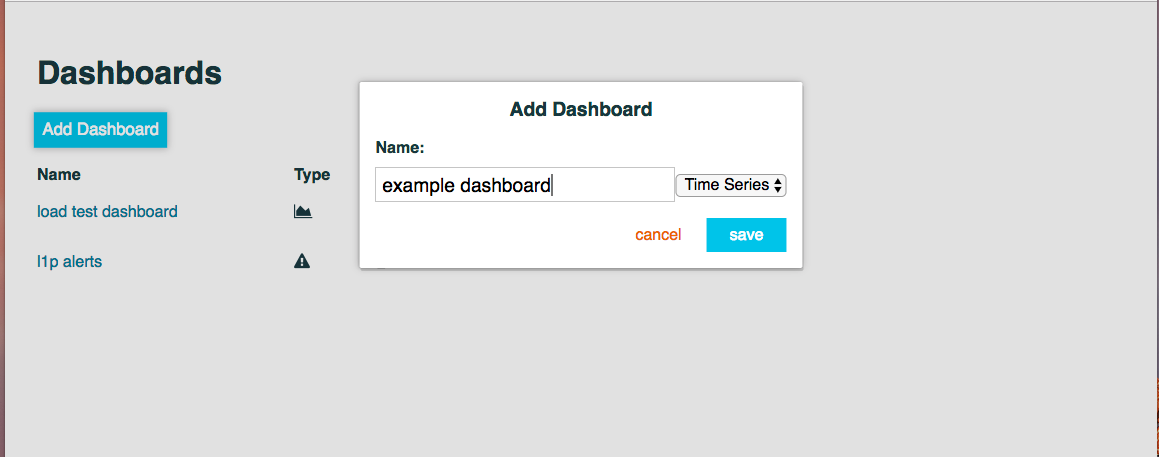 Dashboards
Add Dashboard
Name Type
load test dashboard
l1p alerts
Add Dashboard
Name:
example dashboard Time Series
cancel save